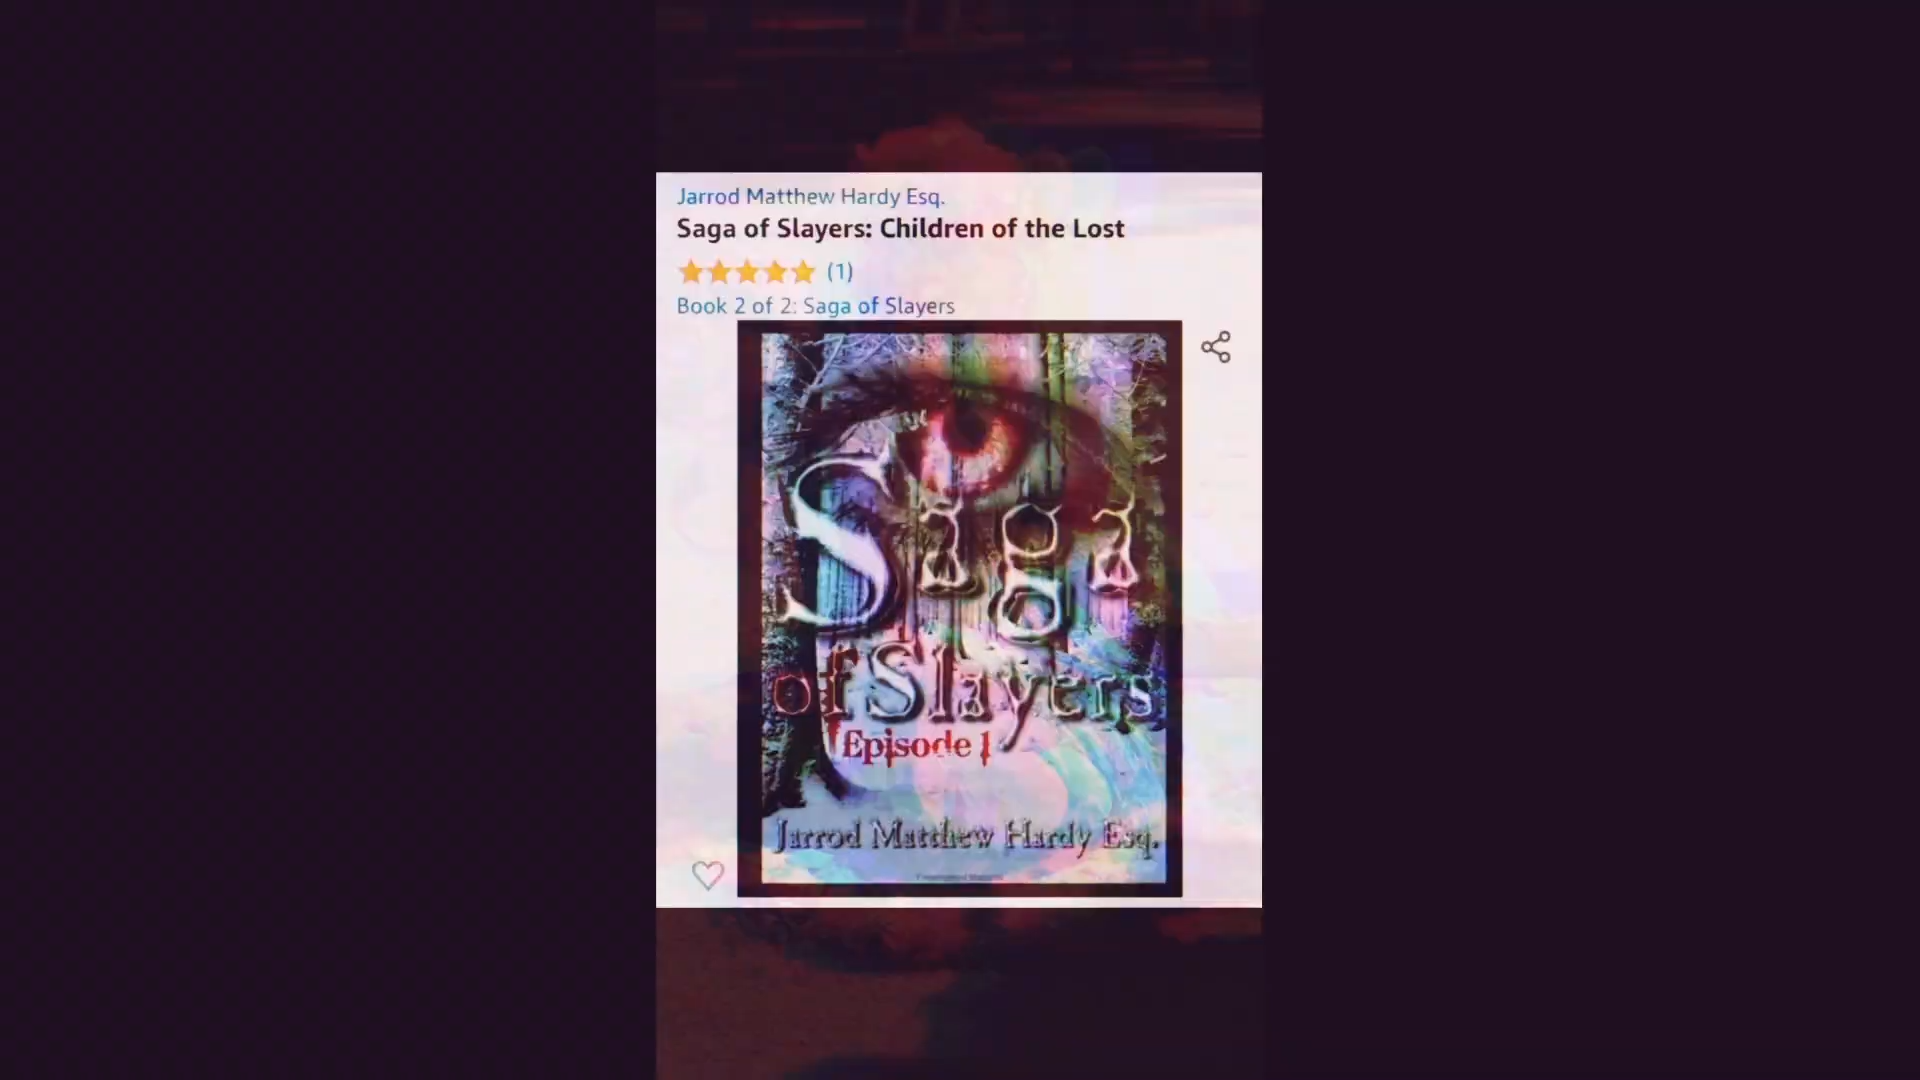 Jarrod Matthew Hardy Esq.
Saga of Slayers: Children of the Lost
(1)
Book 2 of 2: Saga of Slayers
Saga
of Slayers
Episode 1
Jarrod Matthew Hardy Esq.